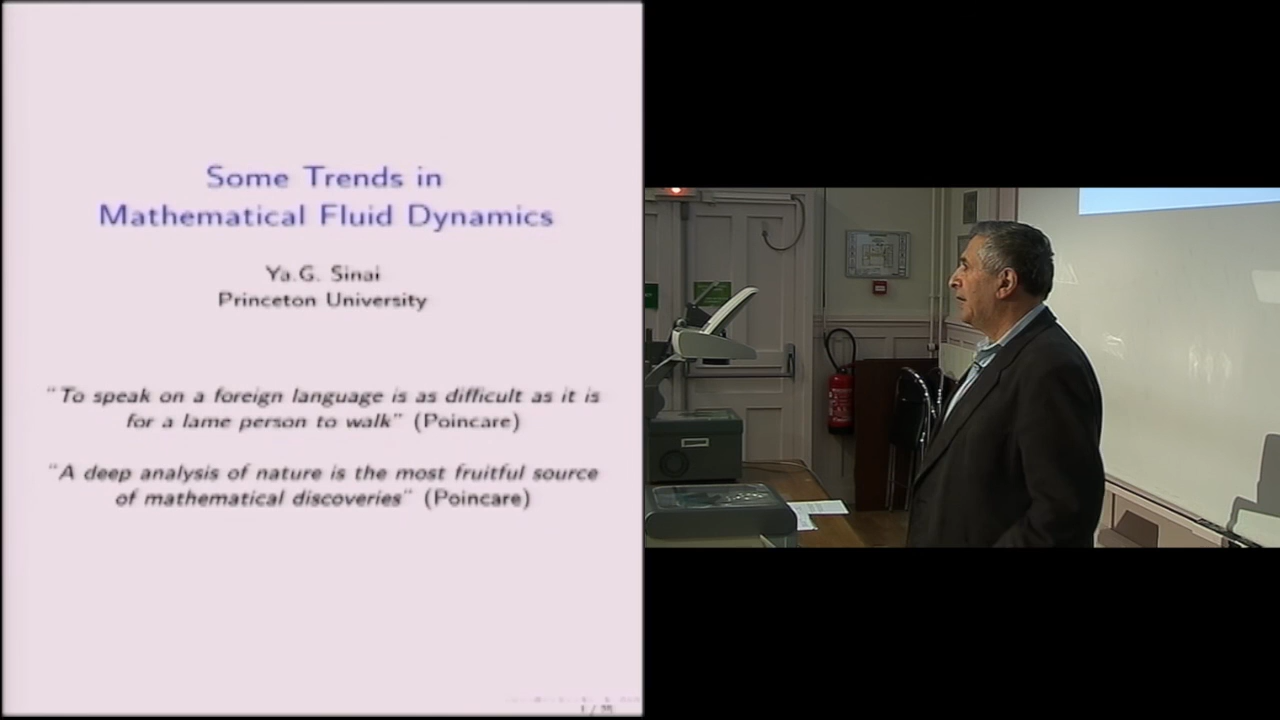 Some Trends in
Mathematical Fluid Dynamics
Ya.G. Sinai
Princeton University
"To speak on a foreign language is as difficult as it is
for a lame person to walk" (Poincare)
"A deep analysis of nature is the most fruitful source
of mathematical discoveries" (Poincare)